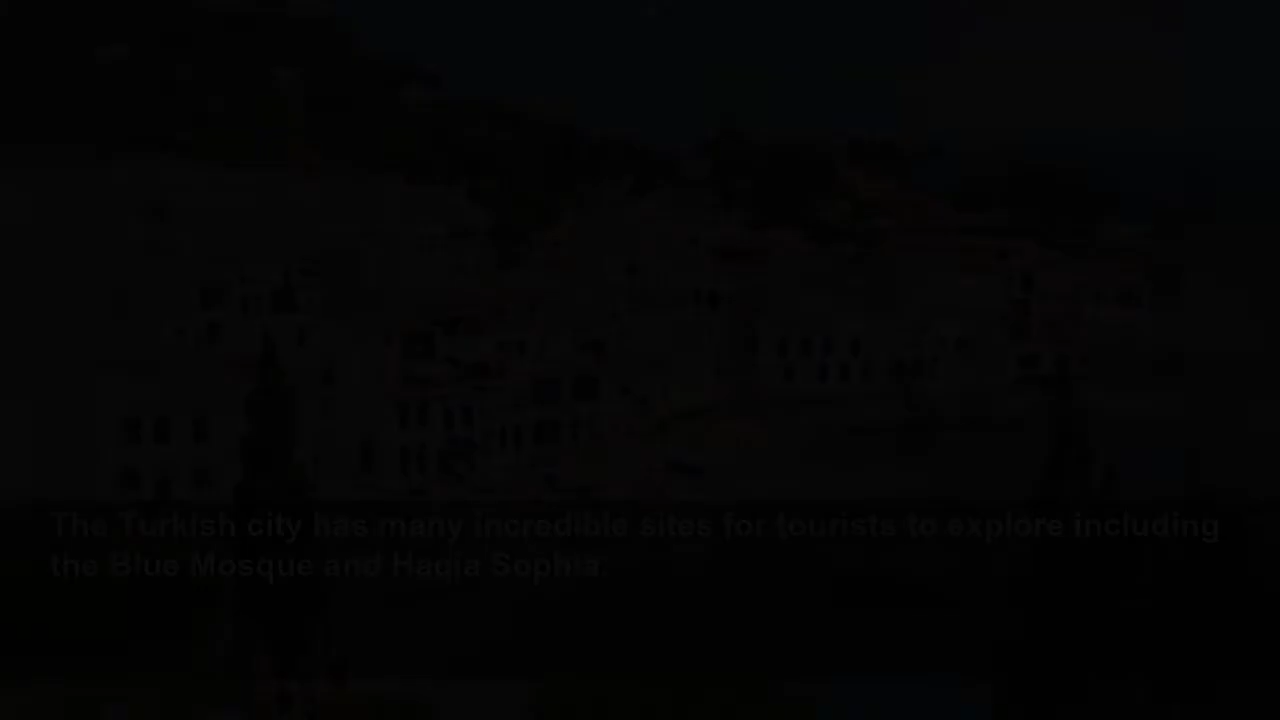 The Turkish city has many incredible sites for tourists to explore including
the Blue Mosque and Hagia Sophia.